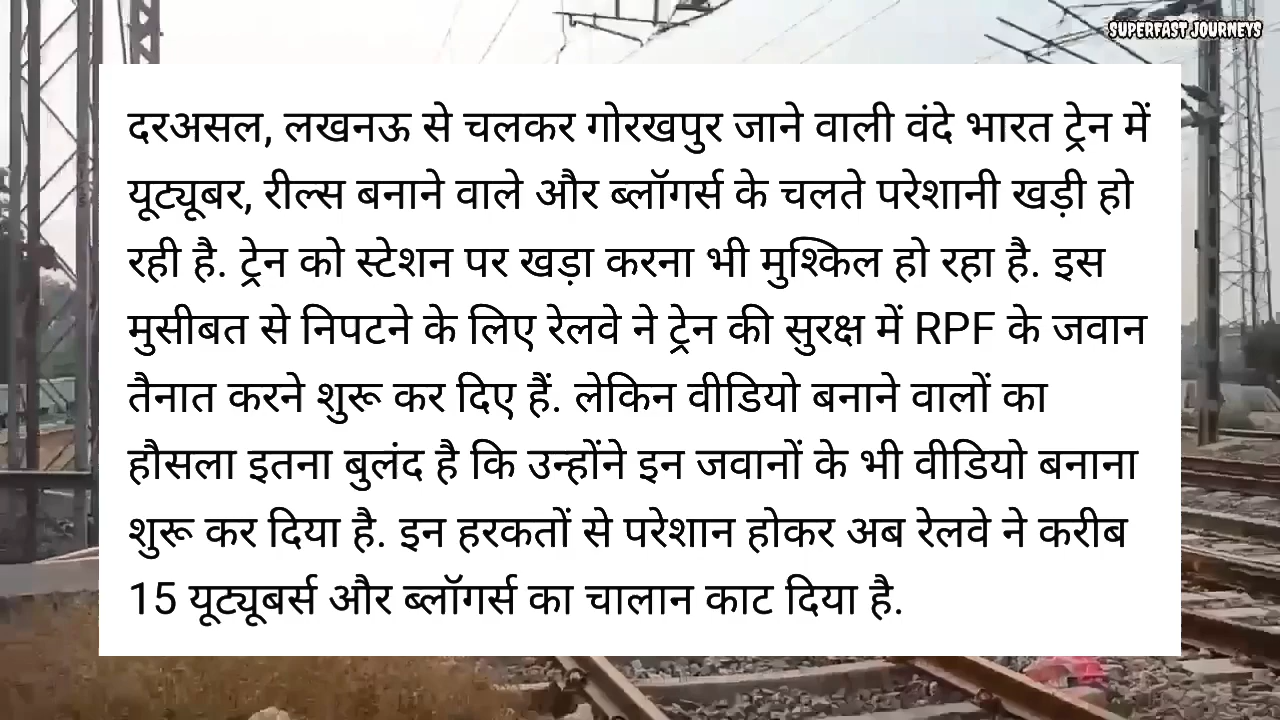 SUPERFAST JOURNEYS
दरअसल, लखनऊ से चलकर गोरखपुर जाने वाली वंदे भारत ट्रेन में
यूट्यूबर, रील्स बनाने वाले और ब्लॉगर्स के चलते परेशानी खड़ी हो
रही है. ट्रेन को स्टेशन पर खड़ा करना भी मुश्किल हो रहा है. इस
मुसीबत से निपटने के लिए रेलवे ने ट्रेन की सुरक्ष में RPF के जवान
तैनात करने शुरू कर दिए हैं. लेकिन वीडियो बनाने वालों का
हौसला इतना बुलंद है कि उन्होंने इन जवानों के भी वीडियो बनाना
शुरू कर दिया है. इन हरकतों से परेशान होकर अब रेलवे ने करीब
15 यूट्यूबर्स और ब्लॉगर्स का चालान काट दिया है.